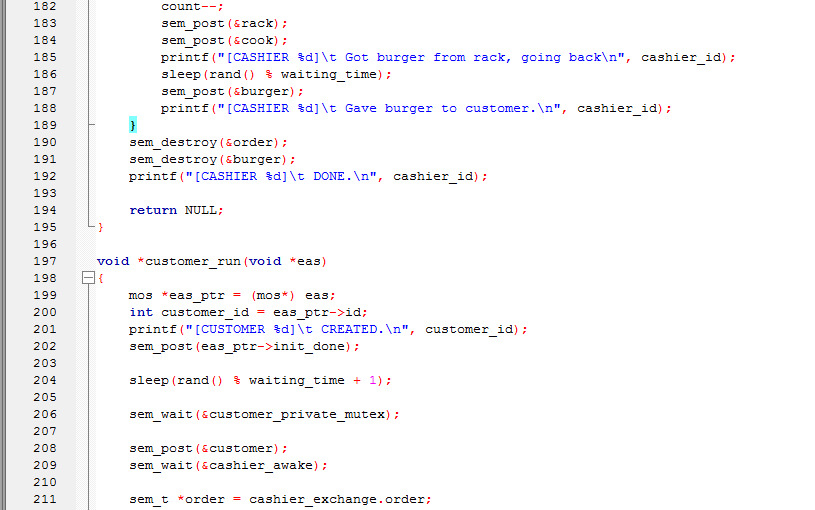 182 count--;
183 sem_post(&rack);
184 sem_post(&cook);
185 printf("[CASHIER %d]\t Got burger from rack, going back\n", cashier_id);
186 sleep(rand() % waiting_time);
187 sem_post(&burger);
188 printf("[CASHIER %d]\t Gave burger to customer.\n", cashier_id);
189 }
190 sem_destroy(&order);
191 sem_destroy(&burger);
192 printf("[CASHIER %d]\t DONE.\n", cashier_id);
193
194 return NULL;
195 }
196
197 void *customer_run(void *eas)
198 {
199 mos *eas_ptr = (mos*) eas;
200 int customer_id = eas_ptr->id;
201 printf("[CUSTOMER %d]\t CREATED.\n", customer_id);
202 sem_post(eas_ptr->init_done);
203
204 sleep(rand() % waiting_time + 1);
205
206 sem_wait(&customer_private_mutex);
207
208 sem_post(&customer);
209 sem_wait(&cashier_awake);
210
211 sem_t *order = cashier_exchange.order;